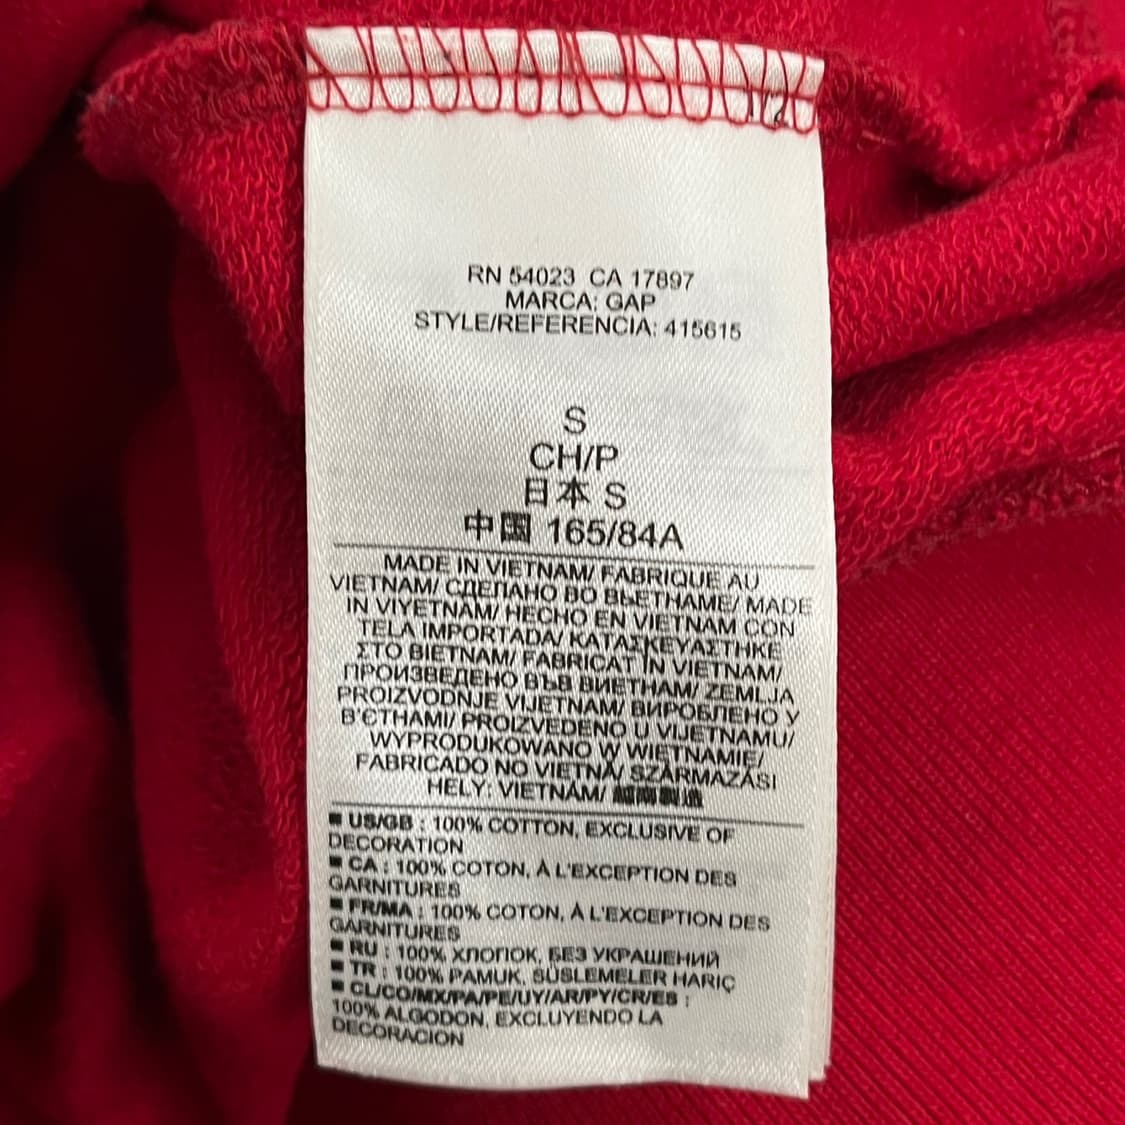 1/2
RN 54023 CA 17897
MARCA: GAP
STYLE/REFERENCIA: 415615
S
CH/P
日本 S
中国 165/84A
MADE IN VIETNAM/ FABRIQUE AU
VIETNAM/ СДЕЛАНО ВО ВЬЕТНАМЕ/ MADE
IN VIYETNAM/ HECHO EN VIETNAM CON
TELA IMPORTADA/ ΚΑΤΑΣΚΕΥΑΣΤΗΚΕ
ΣΤΟ ΒΙΕΤΝΑΜ/ FABRICAT ÎN VIETNAM/
ПРОИЗВЕДЕНО ВЪВ ВИЕТНАМ/ ZEMLJA
PROIZVODNJE VIJETNAM/ ВИРОБЛЕНО У
В'ЄТНАМІ/ PROIZVEDENO U VIJETNAMU/
WYPRODUKOWANO W WIETNAMIE/
FABRICADO NO VIETNÃ/ SZÁRMAZÁSI
HELY: VIETNÁM/ 越南製造
■ US/GB : 100% COTTON, EXCLUSIVE OF
DECORATION
■ CA : 100% COTON, À L'EXCEPTION DES
GARNITURES
■ FR/MA : 100% COTON, À L'EXCEPTION DES
GARNITURES
■ RU : 100% ХЛОПОК, БЕЗ УКРАШЕНИЙ
■ TR : 100% PAMUK, SÜSLEMELER HARİÇ
■ CL/CO/MX/PA/PE/UY/AR/PY/CR/ES :
100% ALGODON, EXCLUYENDO LA
DECORACION